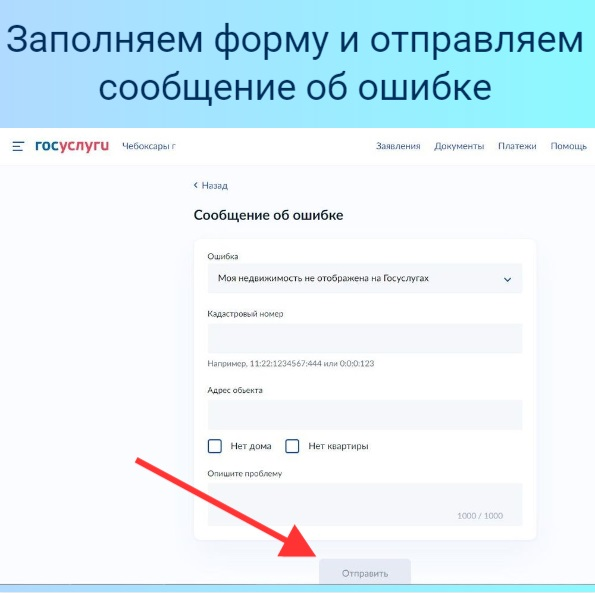 Заполняем форму и отправляем
сообщение об ошибке
госуслуги Чебоксары г Заявления Документы Платежи Помощь
Назад
Сообщение об ошибке
Ошибка
Моя недвижимость не отображена на Госуслугах
Кадастровый номер
Например, 11:22:1234567:444 или 0:0:0:123
Адрес объекта
Нет дома Нет квартиры
Опишите проблему
1000 / 1000
Отправить